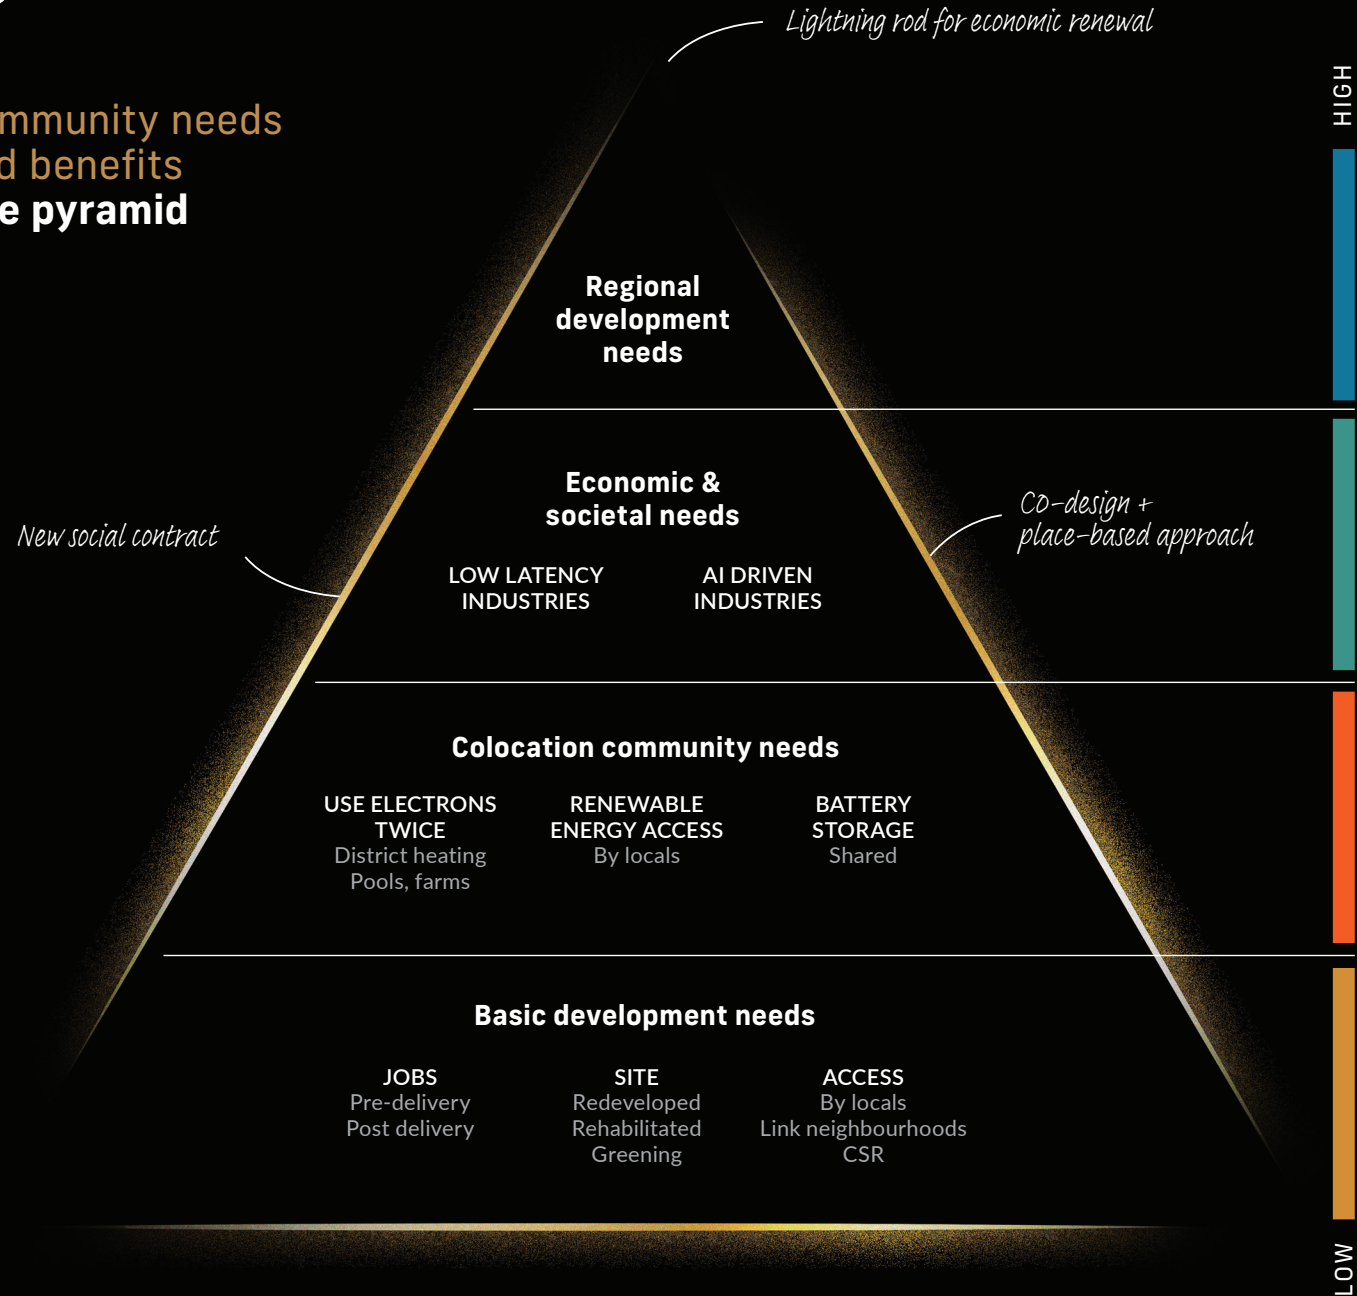 Lightning rod for economic renewal
HIGH
mmunity needs
d benefits
e pyramid
Regional
development
needs
Economic &
societal needs
New social contract
Co-design +
place-based approach
LOW LATENCY
INDUSTRIES
AI DRIVEN
INDUSTRIES
Colocation community needs
USE ELECTRONS
TWICE
District heating
Pools, farms
RENEWABLE
ENERGY ACCESS
By locals
BATTERY
STORAGE
Shared
Basic development needs
JOBS
Pre-delivery
Post delivery
SITE
Redeveloped
Rehabilitated
Greening
ACCESS
By locals
Link neighbourhoods
CSR
LOW